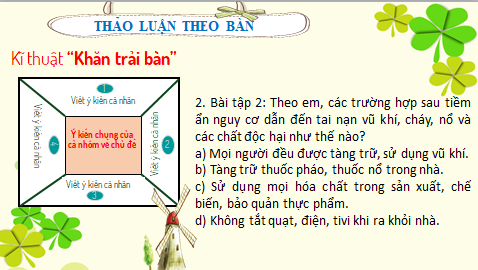 THẢO LUẬN THEO BÀN
Kĩ thuật “Khăn trải bàn”
1
Viết ý kiến cá nhân
Viết ý kiến cá nhân
4
Ý kiến chung của
cả nhóm về chủ đề
Viết ý kiến cá nhân
2
Viết ý kiến cá nhân
3
2. Bài tập 2: Theo em, các trường hợp sau tiềm
ẩn nguy cơ dẫn đến tai nạn vũ khí, cháy, nổ và
các chất độc hại như thế nào?
a) Mọi người đều được tàng trữ, sử dụng vũ khí.
b) Tàng trữ thuốc pháo, thuốc nổ trong nhà.
c) Sử dụng mọi hóa chất trong sản xuất, chế
biến, bảo quản thực phẩm.
d) Không tắt quạt, điện, tivi khi ra khỏi nhà.